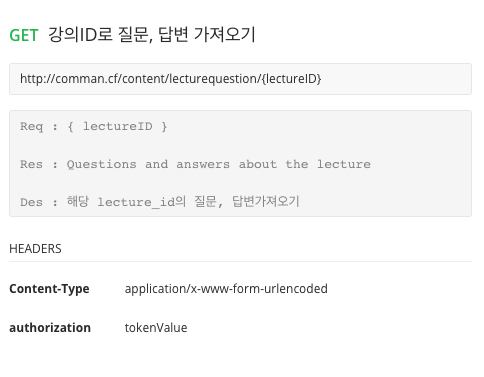 GET 강의ID로 질문, 답변 가져오기
http://comman.cf/content/lecturequestion/{lectureID}
Req : { lectureID }
Res : Questions and answers about the lecture
Des : 해당 lecture_id의 질문, 답변가져오기
HEADERS
Content-Type application/x-www-form-urlencoded
authorization tokenValue